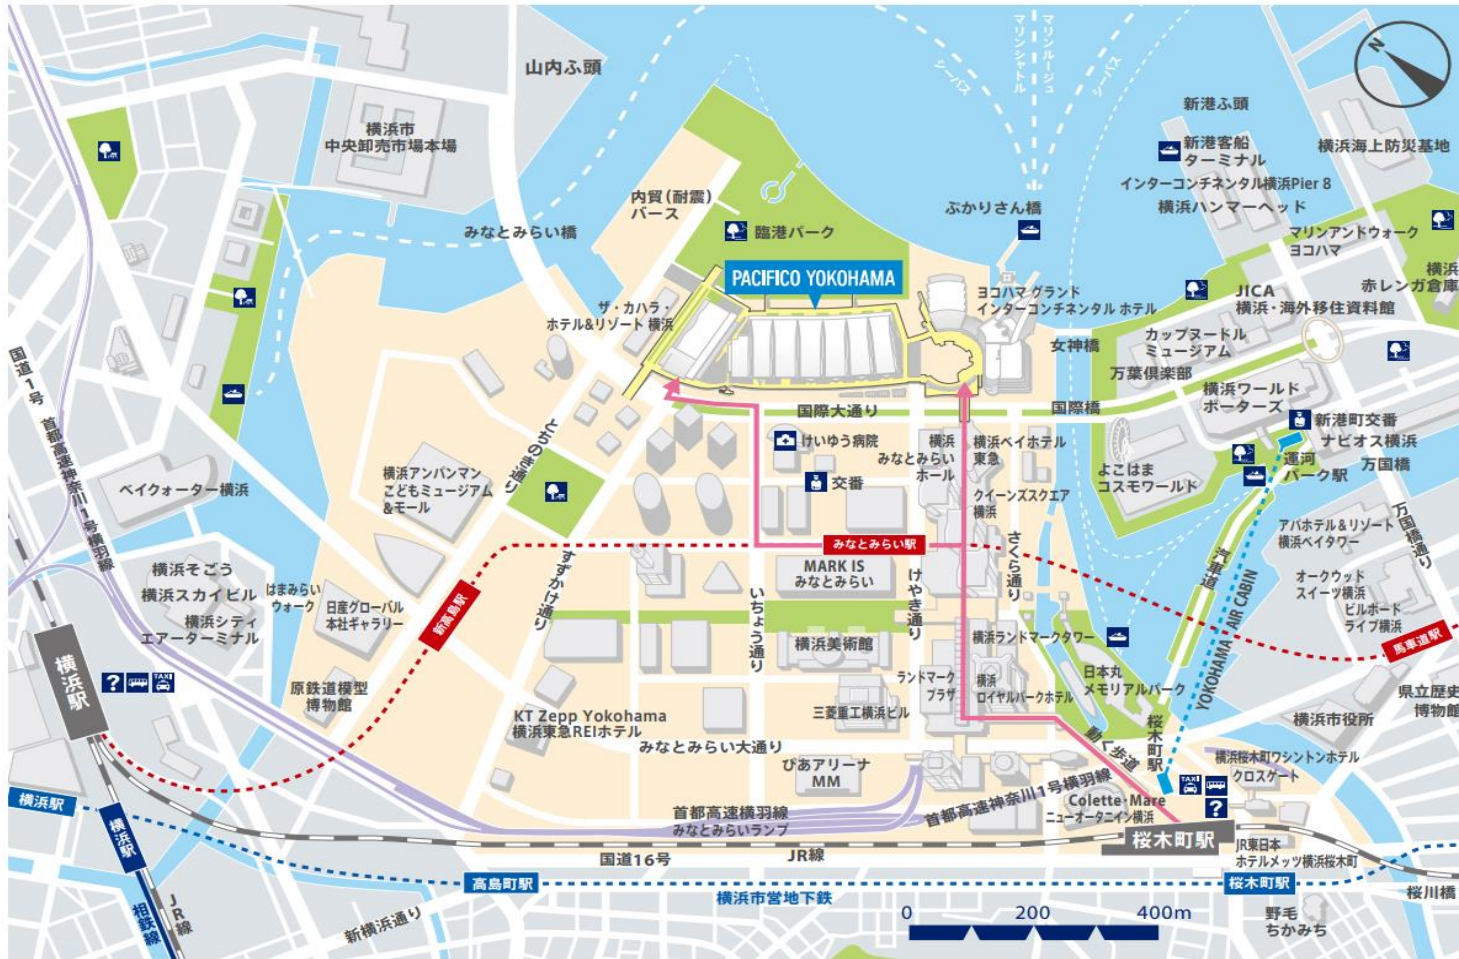 山内ふ頭
横浜市
中央卸売市場本場
みなとみらい橋
内貿(耐震)
バース
臨港パーク
PACIFICO YOKOHAMA
シーバス
マリンシャトル
マリンルージュ
シーバス
ぷかりさん橋
N
新港ふ頭
新港客船
ターミナル
インターコンチネンタル横浜Pier 8
横浜ハンマーヘッド
横浜海上防災基地
マリンアンドウォーク
ヨコハマ
横浜
赤レンガ倉庫
JICA
横浜・海外移住資料館
カップヌードル
ミュージアム
万葉倶楽部
女神橋
横浜ワールド
ポーターズ
新港町交番
ナビオス横浜
万国橋
運河
パーク駅
よこはま
コスモワールド
ザ・カハラ・
ホテル&リゾート 横浜
ヨコハマ グランド
インターコンチネンタル ホテル
国際大通り
国際橋
国道1号
首都高速神奈川1号横羽線
ベイクォーター横浜
横浜アンパンマン
こどもミュージアム
&モール
とちのき通り
けいゆう病院
交番
横浜
みなとみらい
ホール
横浜ベイホテル
東急
クイーンズスクエア
横浜
さくら通り
みなとみらい駅
MARK IS
みなとみらい
けやき通り
いちょう通り
すずかけ通り
新高島駅
横浜そごう
横浜スカイビル
横浜シティ
エアーターミナル
はまみらい
ウォーク
日産グローバル
本社ギャラリー
原鉄道模型
博物館
横浜駅
?
TAXI
KT Zepp Yokohama
横浜東急REIホテル
横浜美術館
三菱重工横浜ビル
みなとみらい大通り
ぴあアリーナ
MM
ランドマーク
プラザ
横浜ランドマークタワー
横浜
ロイヤルパークホテル
日本丸
メモリアルパーク
動く歩道
汽車道
YOKOHAMA AIR CABIN
桜木町駅
TAXI
?
アパホテル&リゾート
横浜ベイタワー
万国橋通り
オークウッド
スイーツ横浜
ビルボード
ライブ横浜
馬車道駅
県立歴史
博物館
横浜市役所
横浜桜木町ワシントンホテル
クロスゲート
首都高速横羽線
みなとみらいランプ
首都高速神奈川1号横羽線
Colette・Mare
ニューオータニイン横浜
桜木町駅
JR東日本
ホテルメッツ横浜桜木町
横浜駅
横浜駅
相鉄線
JR線
新横浜通り
国道16号
JR線
高島町駅
横浜市営地下鉄
桜木町駅
桜川橋
野毛
ちかみち
0 200 400m